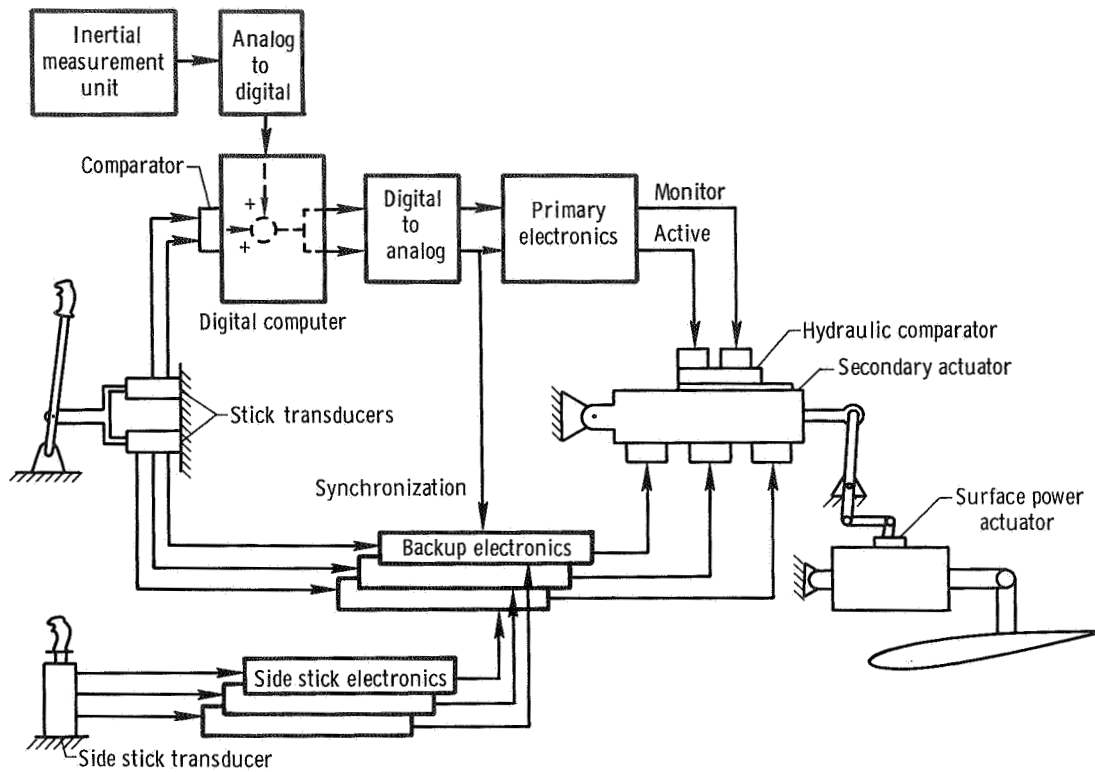 Inertial
measurement
unit
Analog
to
digital
Comparator
+
+
Digital computer
Digital
to
analog
Primary
electronics
Monitor
Active
Hydraulic comparator
Secondary actuator
Stick transducers
Synchronization
Surface power
actuator
Backup electronics
Side stick electronics
Side stick transducer